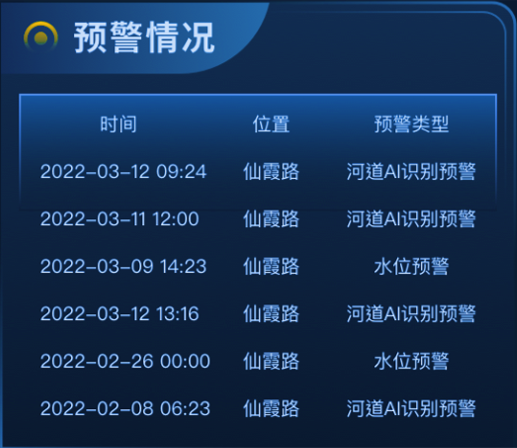 预警情况
时间 位置 预警类型
2022-03-12 09:24 仙霞路 河道AI识别预警
2022-03-11 12:00 仙霞路 河道AI识别预警
2022-03-09 14:23 仙霞路 水位预警
2022-03-12 13:16 仙霞路 河道AI识别预警
2022-02-26 00:00 仙霞路 水位预警
2022-02-08 06:23 仙霞路 河道AI识别预警